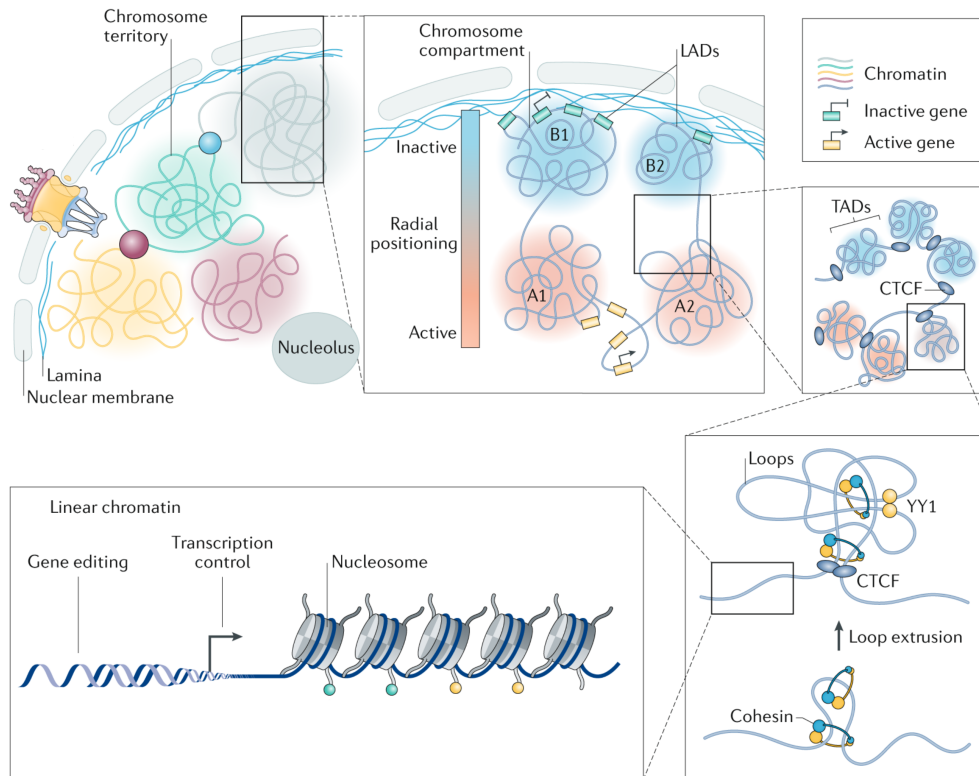 Chromosome
territory
Lamina
Nuclear membrane
Nucleolus
Chromosome
compartment
LADs
Inactive
Radial
positioning
Active
B1
B2
A1
A2
Chromatin
Inactive gene
Active gene
TADs
CTCF
Loops
YY1
CTCF
Loop extrusion
Cohesin
Linear chromatin
Gene editing
Transcription
control
Nucleosome